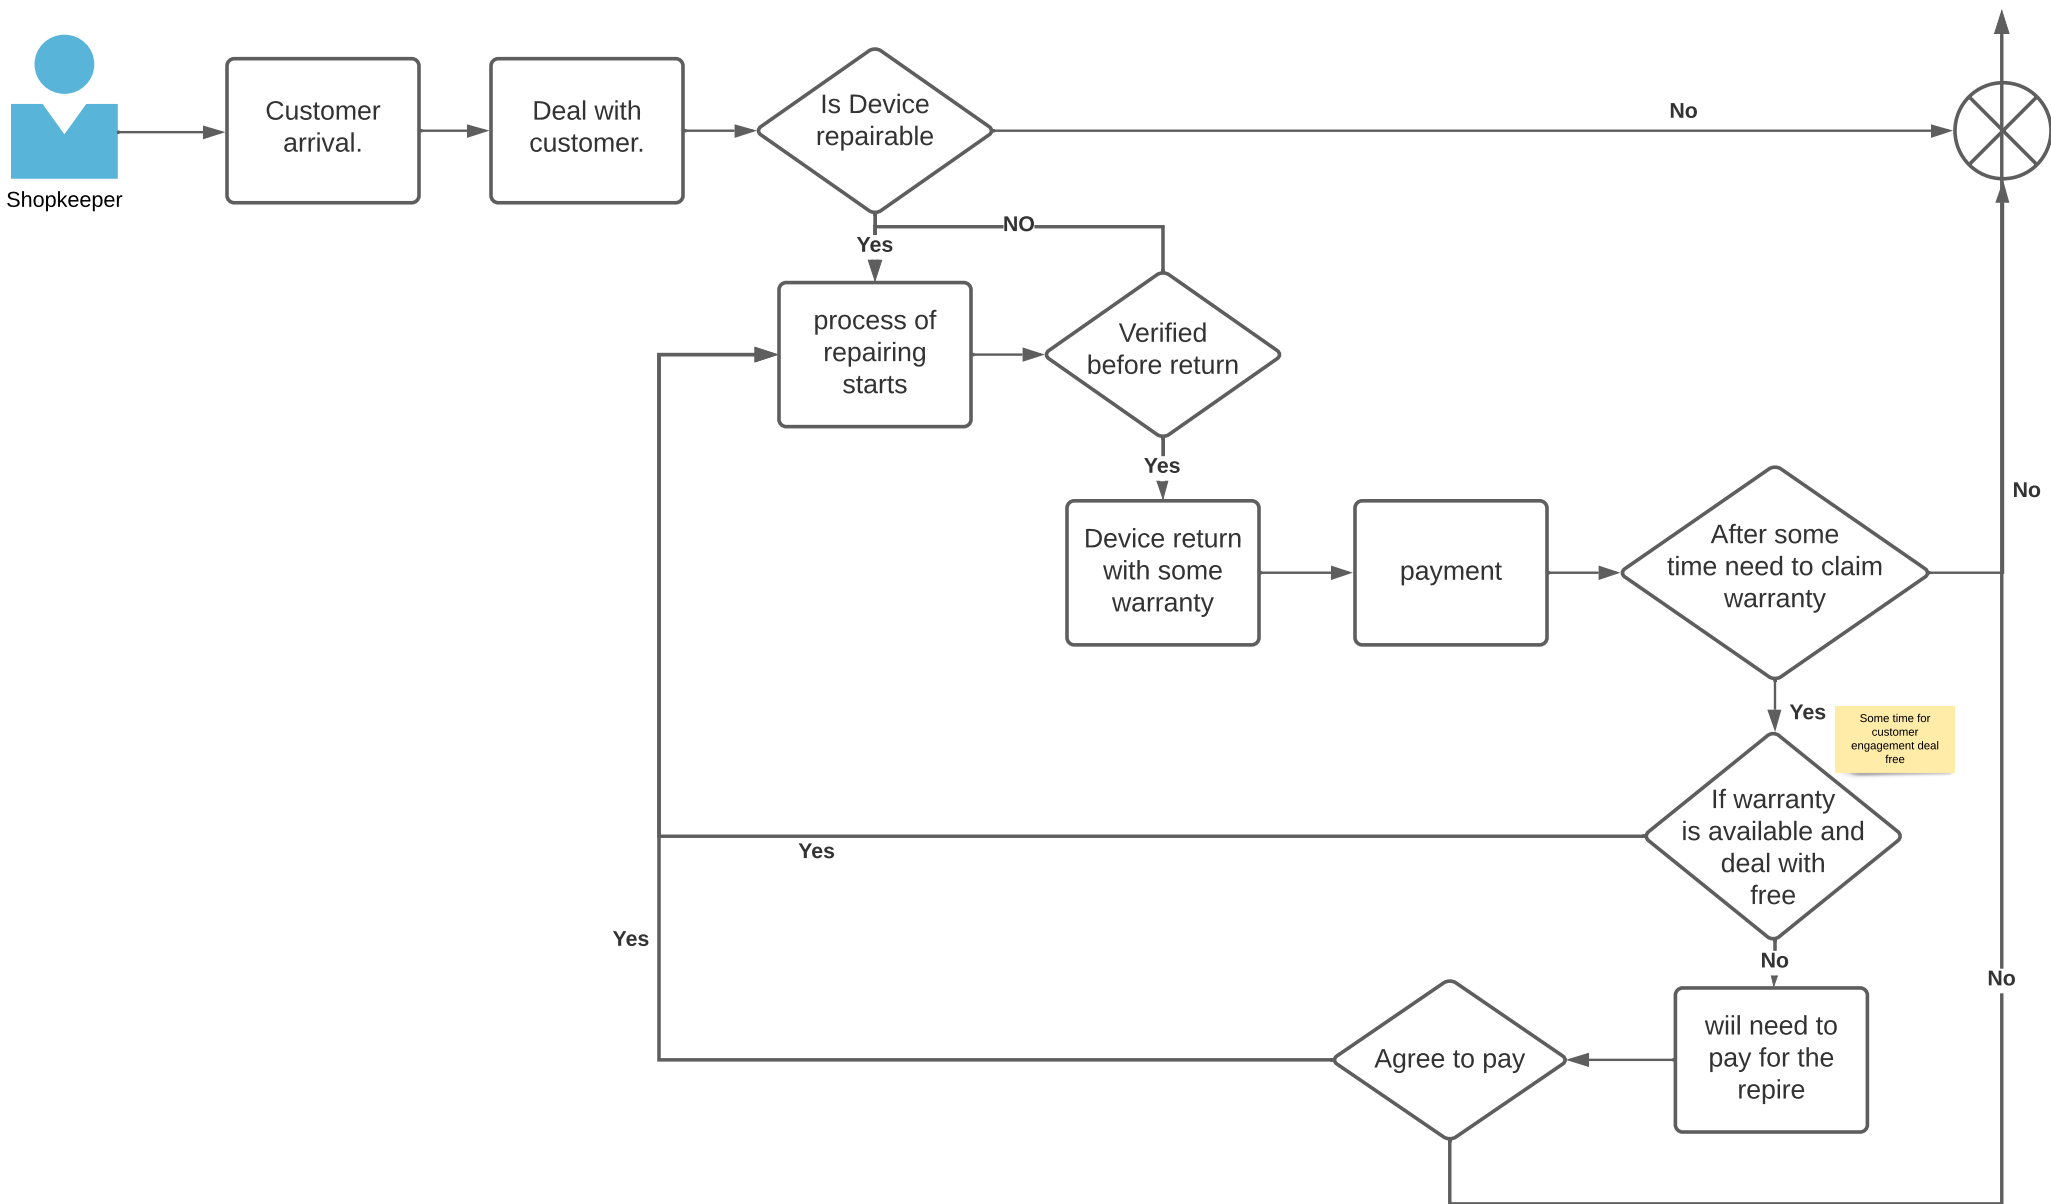 Shopkeeper
Customer
arrival.
Deal with
customer.
Is Device
repairable
No
Yes
NO
process of
repairing
starts
Verified
before return
Yes
Device return
with some
warranty
payment
After some
time need to claim
warranty
No
Yes
Some time for
customer
engagement deal
free
If warranty
is available and
deal with
free
Yes
Yes
No
No
wiil need to
pay for the
repire
Agree to pay